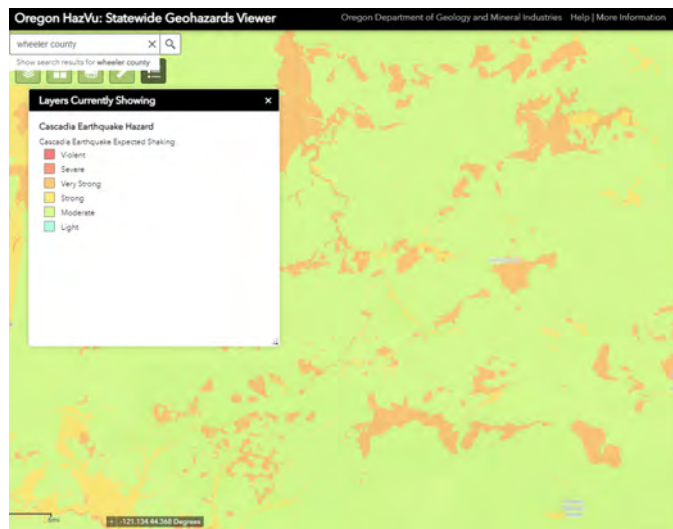 Oregon HazVu: Statewide Geohazards Viewer
Oregon Department of Geology and Mineral Industries Help | More Information
wheeler county
Show search results for wheeler county
Layers Currently Showing
Cascadia Earthquake Hazard
Cascadia Earthquake Expected Shaking
Violent
Severe
Very Strong
Strong
Moderate
Light
-121.134 44.368 Degrees